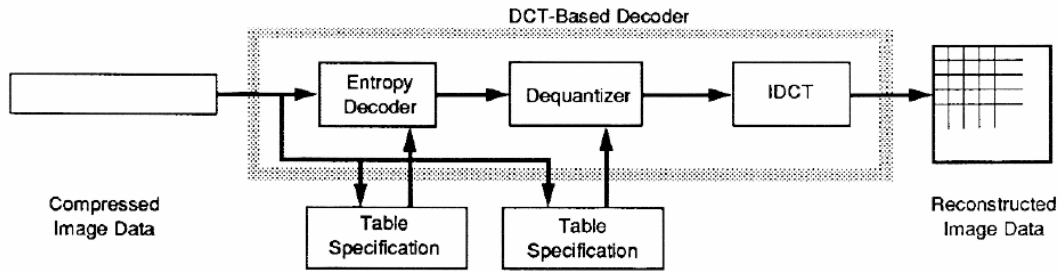 DCT-Based Decoder
Entropy
Decoder
Dequantizer
IDCT
Compressed
Image Data
Table
Specification
Table
Specification
Reconstructed
Image Data